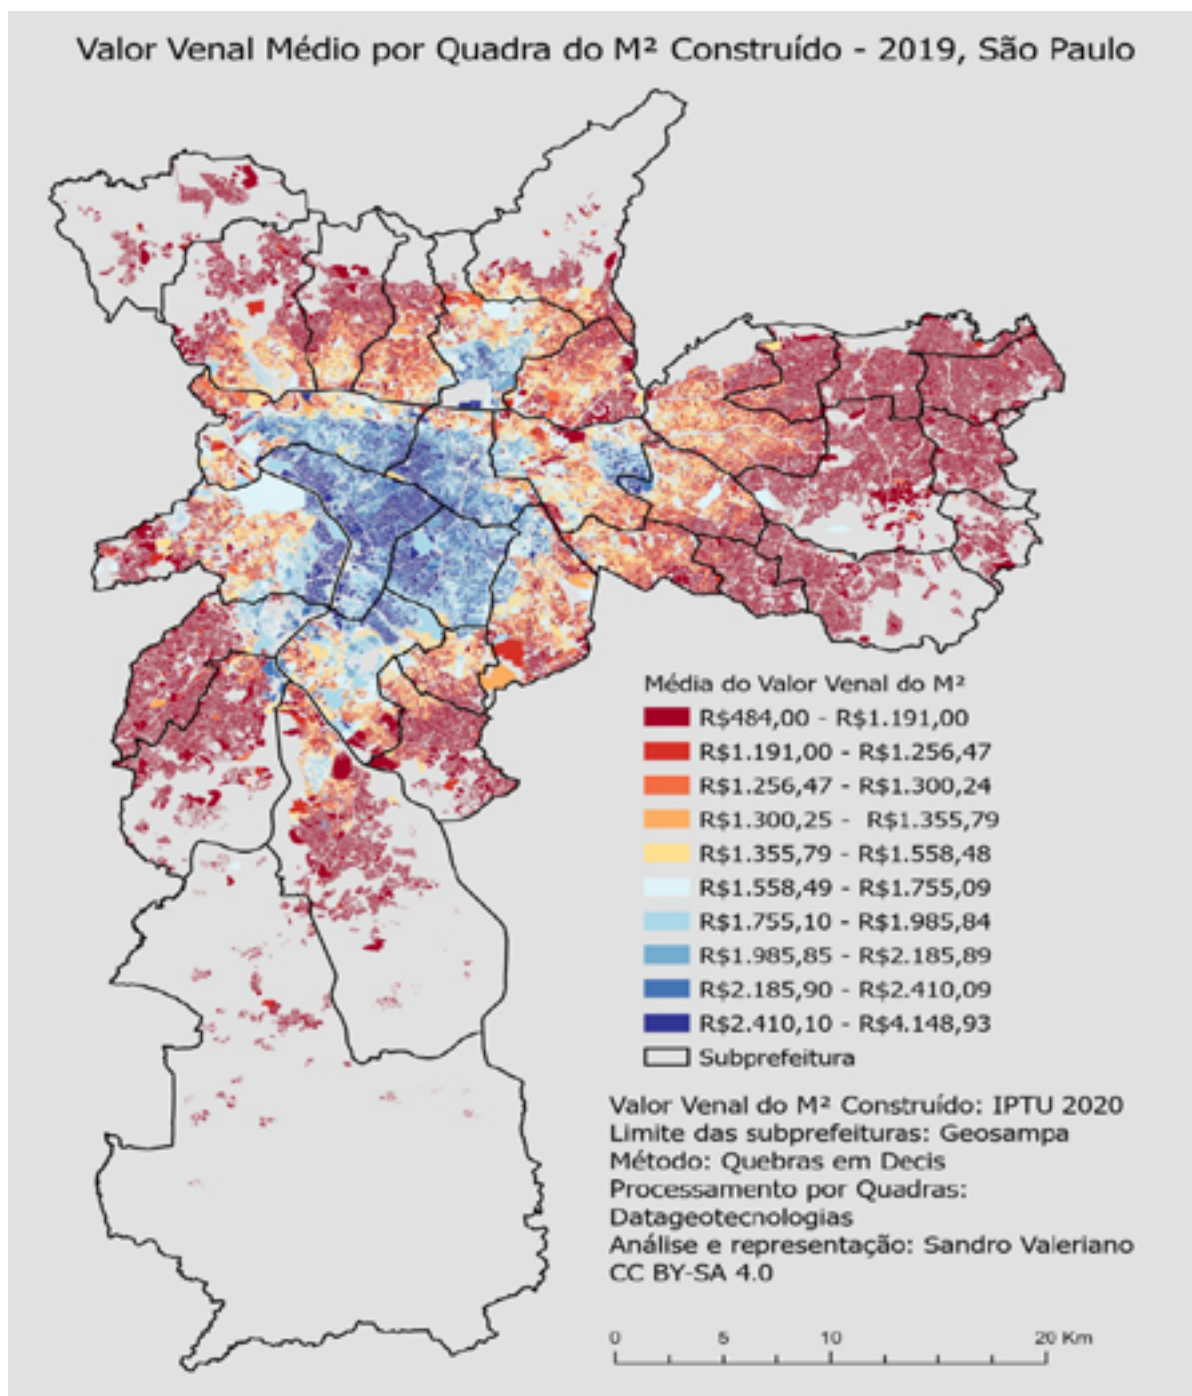 Valor Venal Médio por Quadra do M² Construído - 2019, São Paulo
Média do Valor Venal do M²
R$484,00 - R$1.191,00
R$1.191,00 - R$1.256,47
R$1.256,47 - R$1.300,24
R$1.300,25 - R$1.355,79
R$1.355,79 - R$1.558,48
R$1.558,49 - R$1.755,09
R$1.755,10 - R$1.985,84
R$1.985,85 - R$2.185,89
R$2.185,90 - R$2.410,09
R$2.410,10 - R$4.148,93
Subprefeitura
Valor Venal do M² Construído: IPTU 2020
Limite das subprefeituras: Geosampa
Método: Quebras em Decis
Processamento por Quadras:
Datageotecnologias
Análise e representação: Sandro Valeriano
CC BY-SA 4.0
0 5 10 20 Km